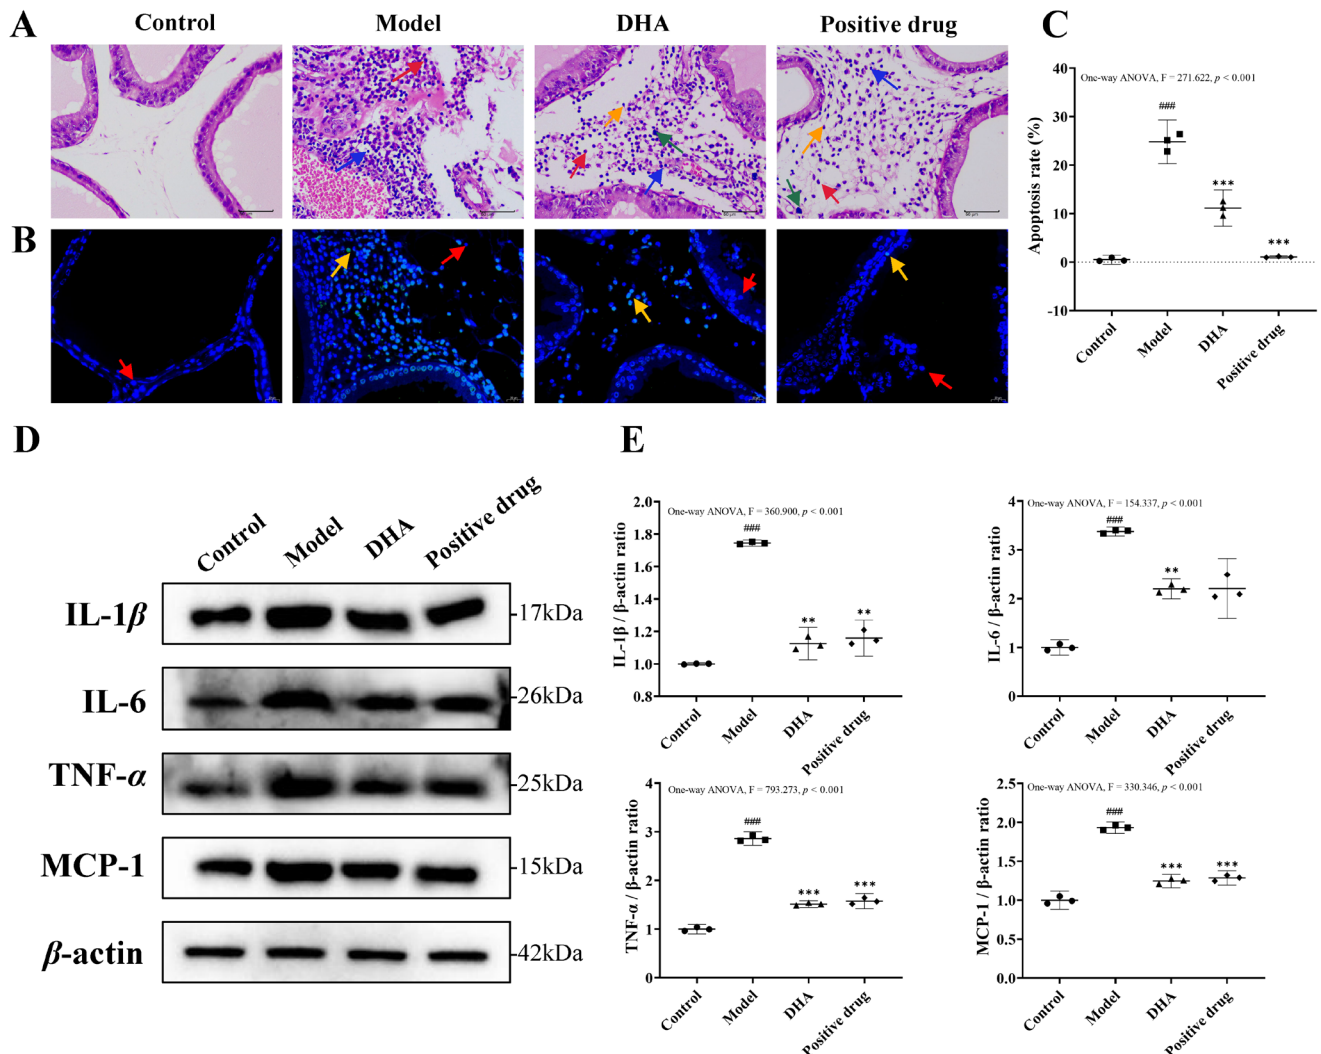 A
Control
Model
DHA
Positive drug
B
C
One-way ANOVA, F = 271.622, p < 0.001
Apoptosis rate (%)
40
30
20
10
0
-10
###
***
***
Control
Model
DHA
Positive drug
D
Control
Model
DHA
Positive drug
IL-1β
17kDa
IL-6
26kDa
TNF-α
25kDa
MCP-1
15kDa
β-actin
42kDa
E
One-way ANOVA, F = 360.900, p < 0.001
IL-1β / β-actin ratio
2.0
1.8
1.6
1.4
1.2
1.0
0.8
###
**
**
Control
Model
DHA
Positive drug
One-way ANOVA, F = 154.337, p < 0.001
IL-6 / β-actin ratio
4
3
2
1
0
###
**
Control
Model
DHA
Positive drug
One-way ANOVA, F = 793.273, p < 0.001
TNF-α / β-actin ratio
4
3
2
1
0
###
***
***
Control
Model
DHA
Positive drug
One-way ANOVA, F = 330.346, p < 0.001
MCP-1 / β-actin ratio
2.5
2.0
1.5
1.0
0.5
0.0
###
***
***
Control
Model
DHA
Positive drug